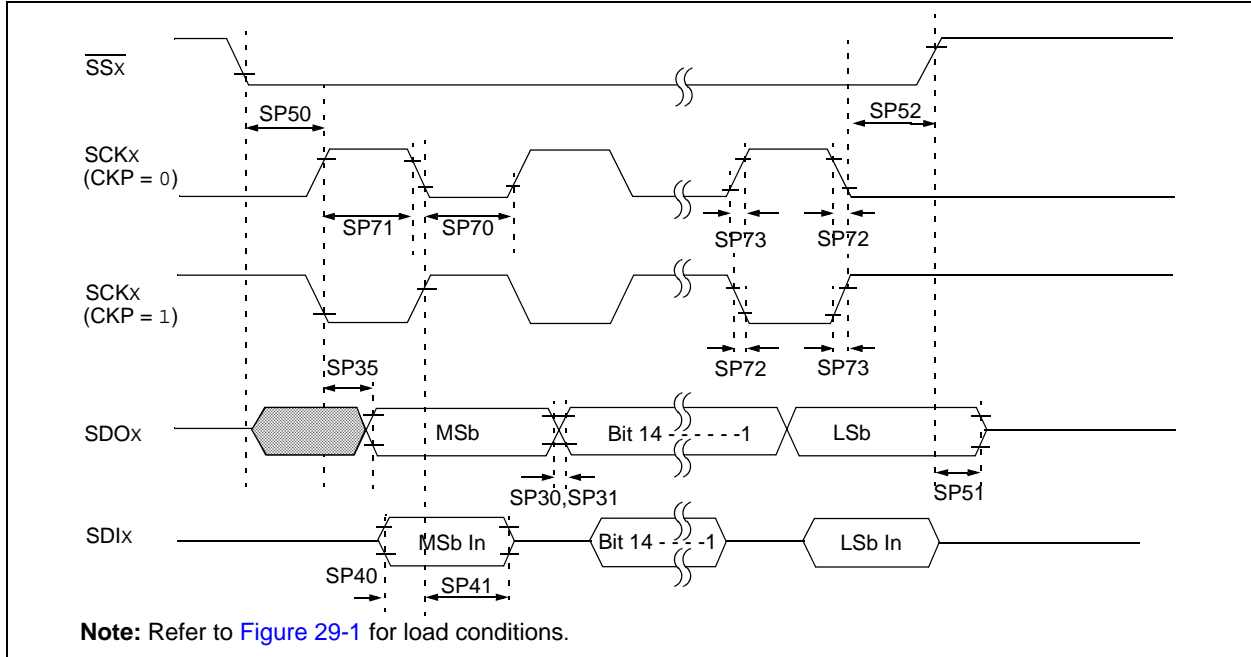 SSX
SP50
SP52
SCKX
(CKP = 0)
SP71
SP70
SP73
SP72
SCKX
(CKP = 1)
SP35
SP72
SP73
SDOX
MSb
Bit 14 - - - - - -1
LSb
SP30,SP31
SP51
SDIX
MSb In
Bit 14 - - - -1
LSb In
SP40
SP41
Note: Refer to Figure 29-1 for load conditions.